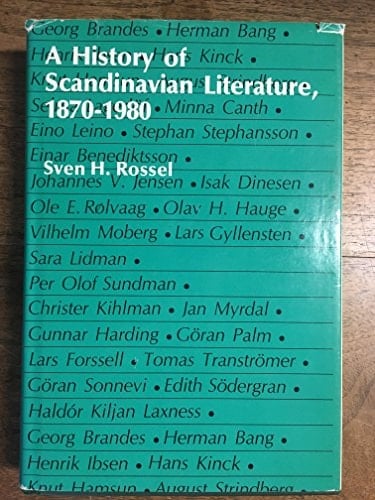 Georg Brandes • Herman Bang •
Hans Kinck
A History of
Scandinavian Literature,
1870-1980
Minna Canth •
Eino Leino • Stephan Stephansson •
Einar Benediktsson •
Sven H. Rossel
Johannes V. Jensen • Isak Dinesen •
Ole E. Rølvaag • Olav H. Hauge •
Vilhelm Moberg • Lars Gyllensten •
Sara Lidman •
Per Olof Sundman •
Christer Kihlman • Jan Myrdal •
Gunnar Harding • Göran Palm •
Lars Forssell • Tomas Tranströmer •
Göran Sonnevi • Edith Södergran •
Haldór Kiljan Laxness •
Georg Brandes • Herman Bang •
Henrik Ibsen • Hans Kinck •
Knut Hamsun • August Strindberg •